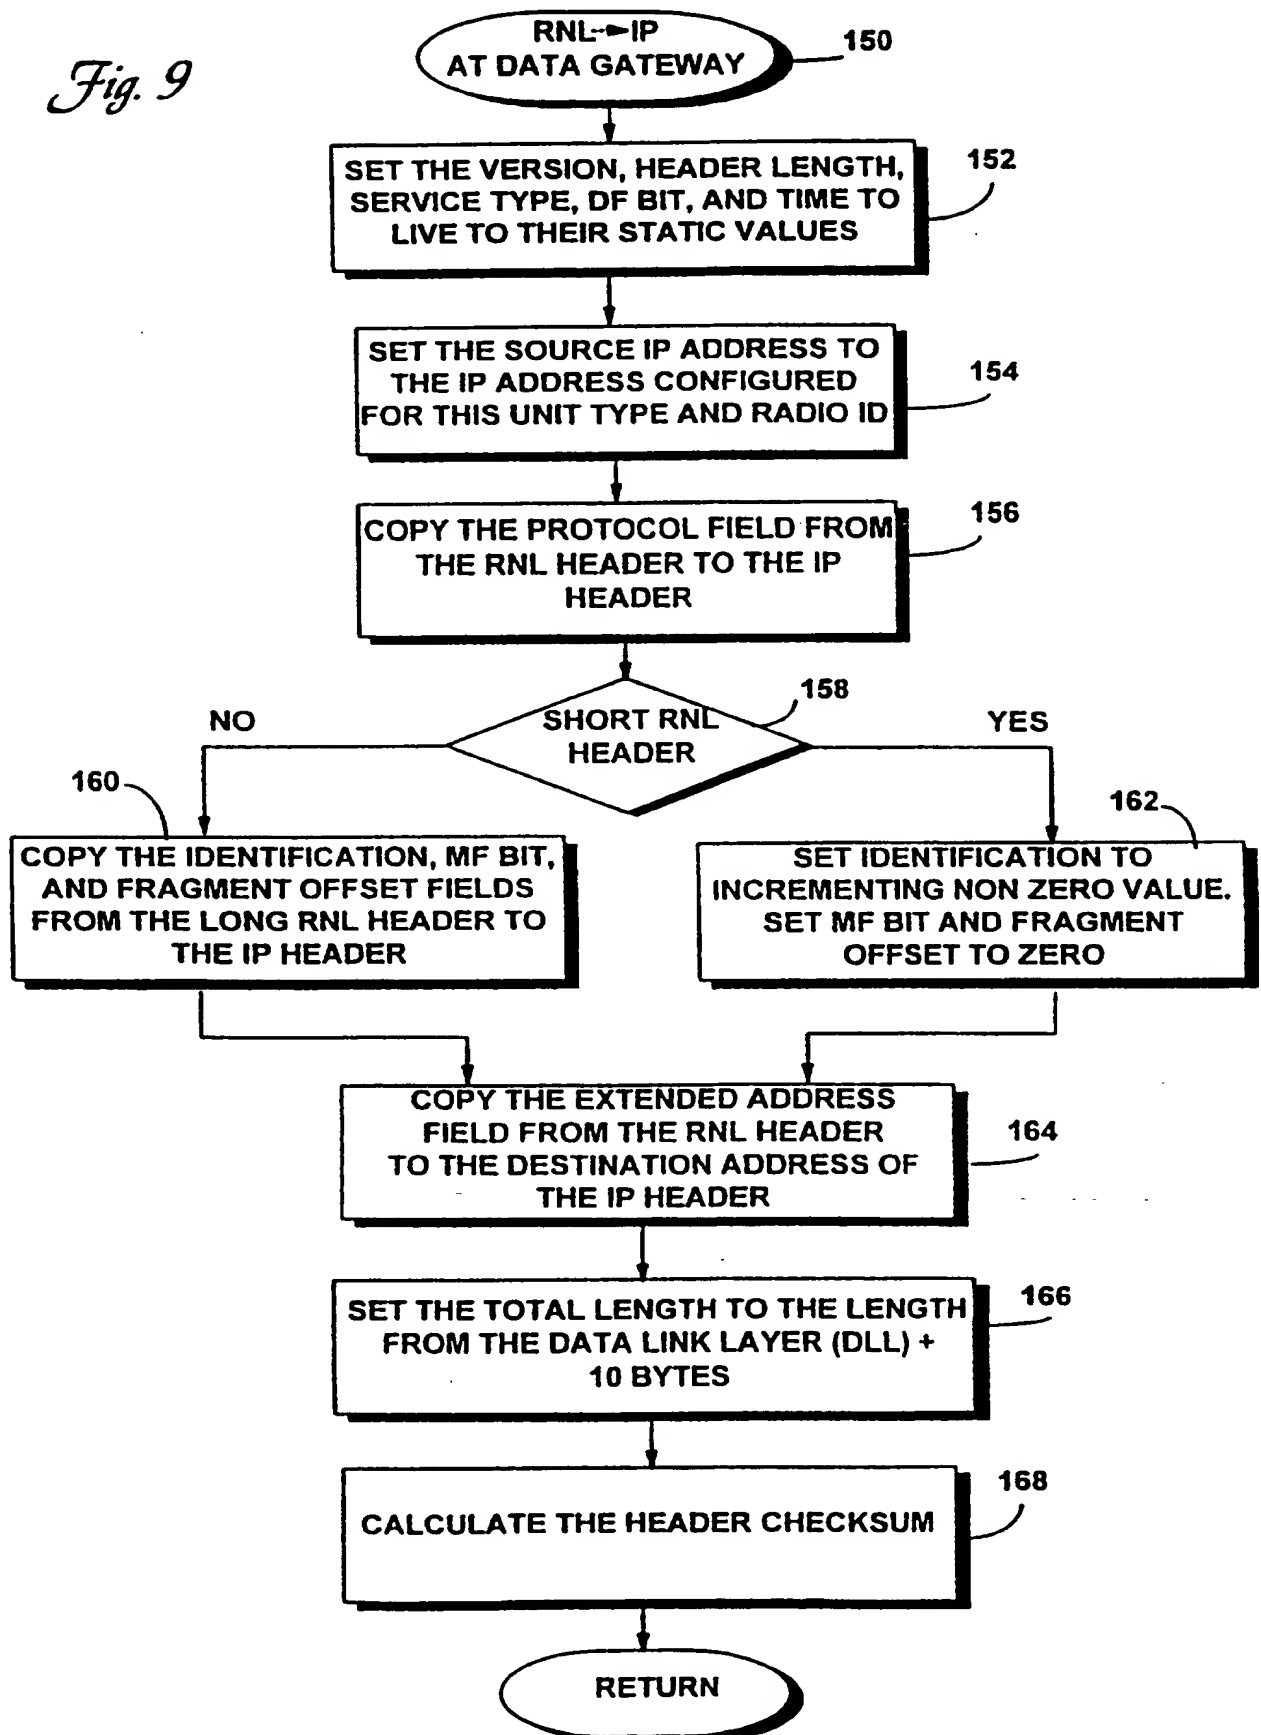 Fig. 9
RNL→IP
AT DATA GATEWAY
150
SET THE VERSION, HEADER LENGTH,
SERVICE TYPE, DF BIT, AND TIME TO
LIVE TO THEIR STATIC VALUES
152
SET THE SOURCE IP ADDRESS TO
THE IP ADDRESS CONFIGURED
FOR THIS UNIT TYPE AND RADIO ID
154
COPY THE PROTOCOL FIELD FROM
THE RNL HEADER TO THE IP
HEADER
156
SHORT RNL
HEADER
158
NO
YES
160
COPY THE IDENTIFICATION, MF BIT,
AND FRAGMENT OFFSET FIELDS
FROM THE LONG RNL HEADER TO
THE IP HEADER
162
SET IDENTIFICATION TO
INCREMENTING NON ZERO VALUE.
SET MF BIT AND FRAGMENT
OFFSET TO ZERO
COPY THE EXTENDED ADDRESS
FIELD FROM THE RNL HEADER
TO THE DESTINATION ADDRESS OF
THE IP HEADER
164
SET THE TOTAL LENGTH TO THE LENGTH
FROM THE DATA LINK LAYER (DLL) +
10 BYTES
166
CALCULATE THE HEADER CHECKSUM
168
RETURN